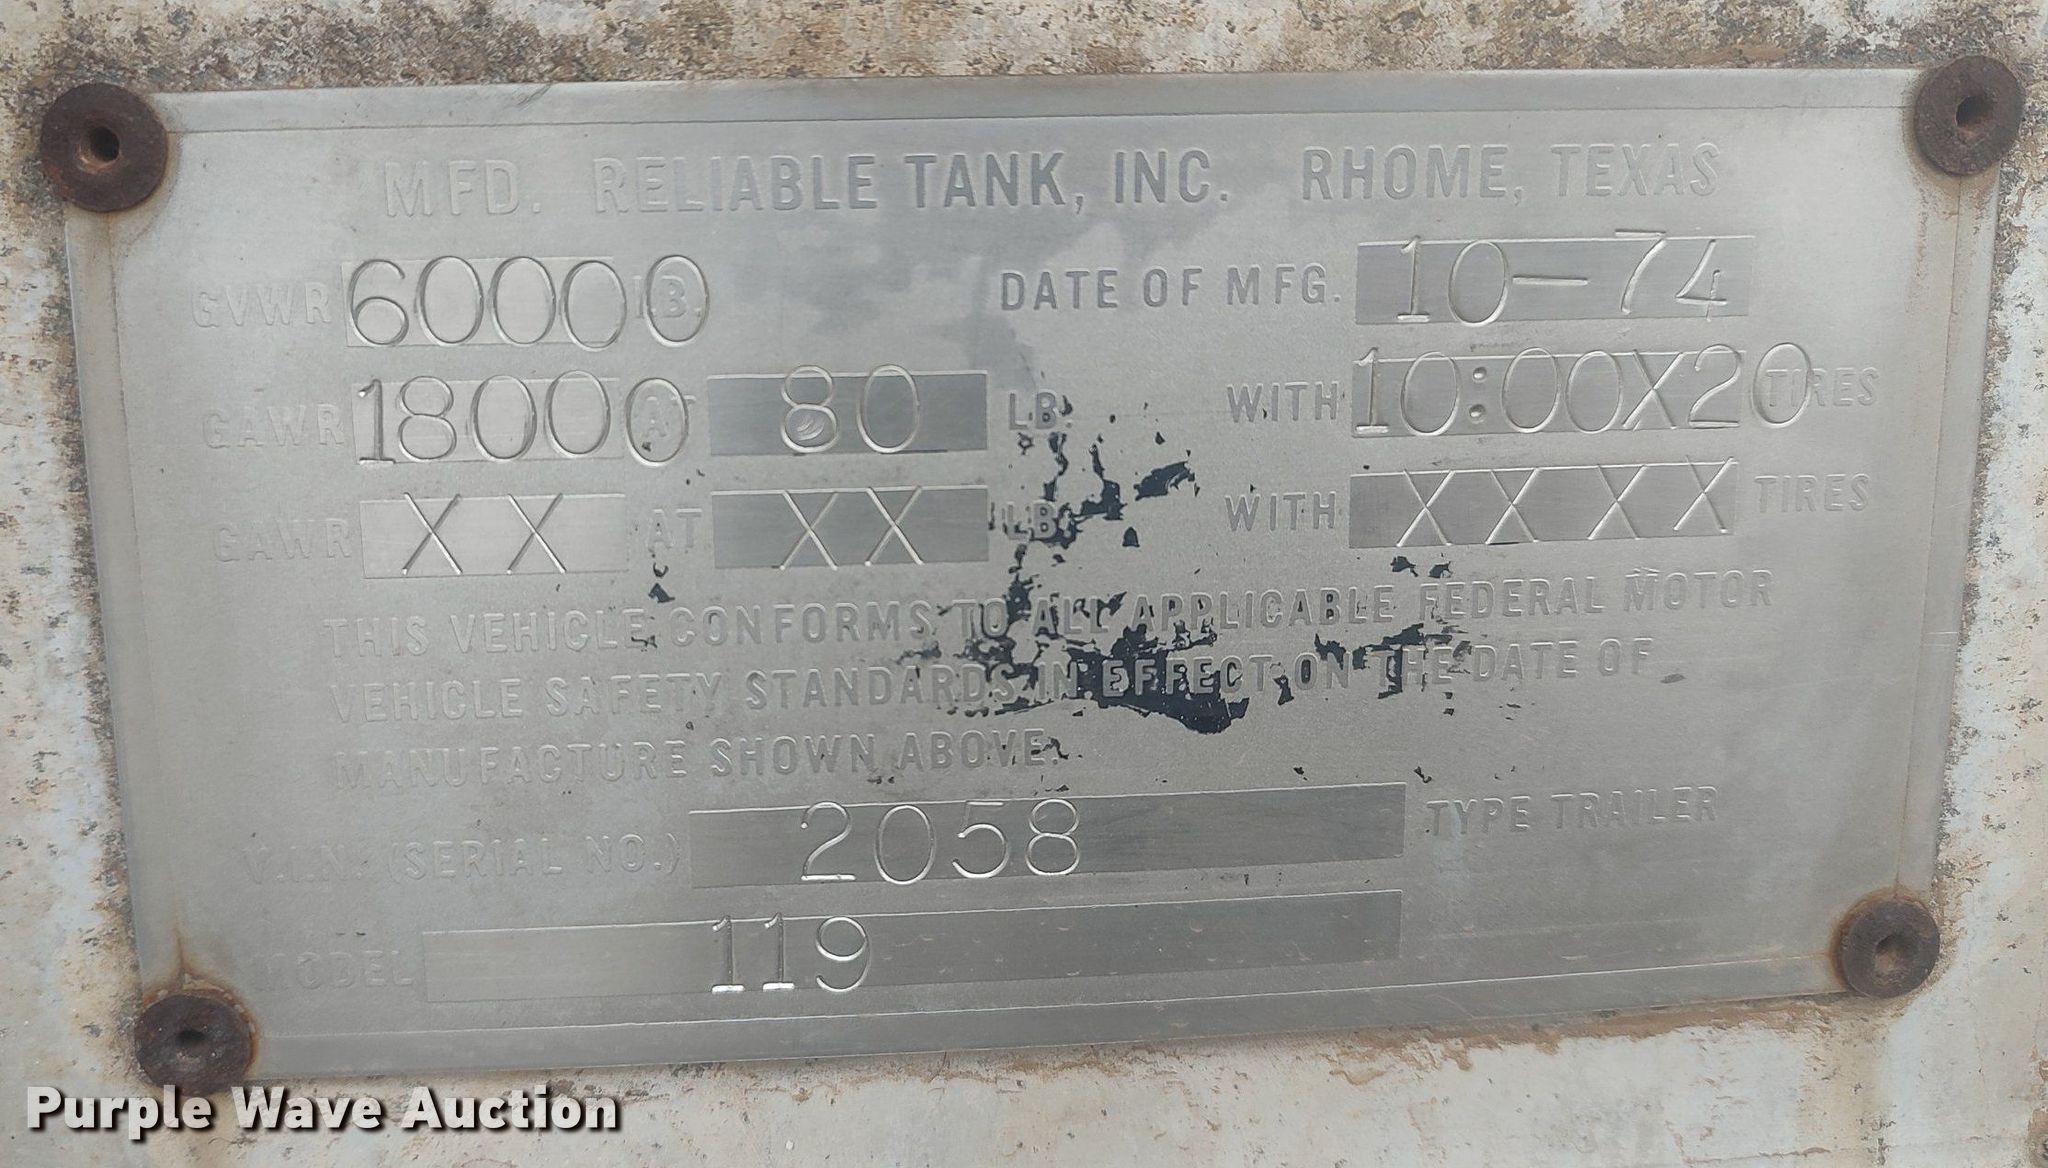 MFD. RELIABLE TANK, INC. RHOME, TEXAS
GVWR 60000 LB. DATE OF MFG. 10-74
GAWR 18000 AT 80 LB. WITH 10:00X20 TIRES
GAWR XX AT XX LB. WITH XXXX TIRES
THIS VEHICLE CONFORMS TO ALL APPLICABLE FEDERAL MOTOR
VEHICLE SAFETY STANDARDS IN EFFECT ON THE DATE OF
MANUFACTURE SHOWN ABOVE.
V.I.N. (SERIAL NO.) 2058 TYPE TRAILER
MODEL 119
Purple Wave Auction